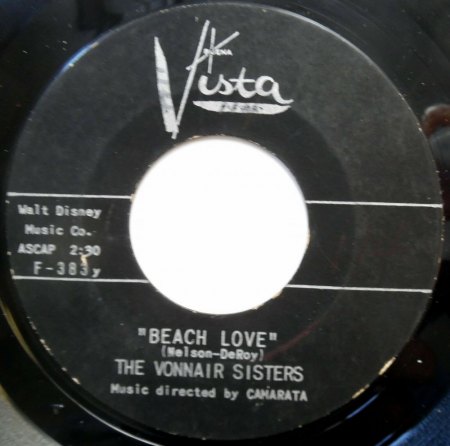 BUENA
Vista
RECORDS
Walt Disney
Music Co.
ASCAP 2:30
F-383y
"BEACH LOVE"
(Nelson-DeRoy)
THE VONNAIR SISTERS
Music directed by CAMARATA